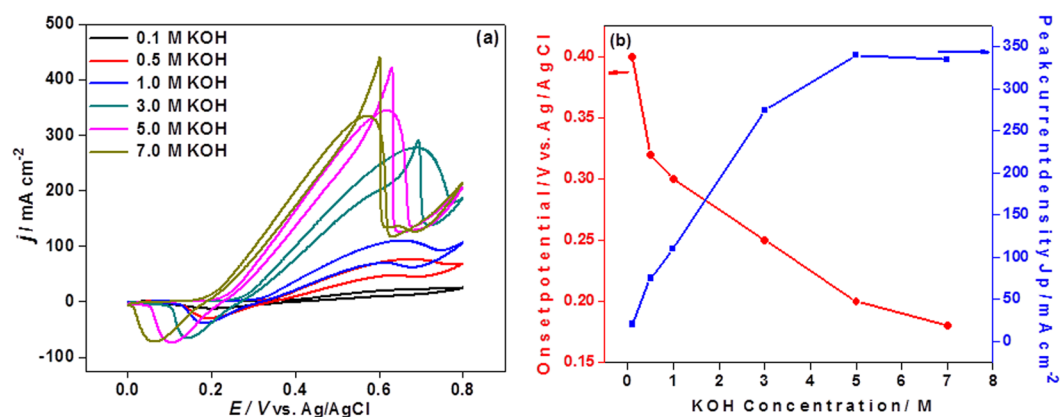 500
400
300
200
100
0
-100
j / mA cm-2
0.1 M KOH
0.5 M KOH
1.0 M KOH
3.0 M KOH
5.0 M KOH
7.0 M KOH
(a)
0.0 0.2 0.4 0.6 0.8
E / V vs. Ag/AgCl
(b)
0.40
0.35
0.30
0.25
0.20
0.15
Onsetpotential/V vs. Ag/AgCl
350
300
250
200
150
100
50
0
Peakcurrentdensity Jp/mA cm-2
0 1 2 3 4 5 6 7 8
KOH Concentration/ M